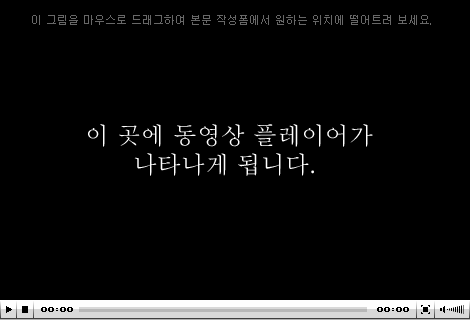 이 그림을 마우스로 드래그하여 본문 작성폼에서 원하는 위치에 떨어트려 보세요.
이 곳에 동영상 플레이어가
나타나게 됩니다.
00:00 00:00